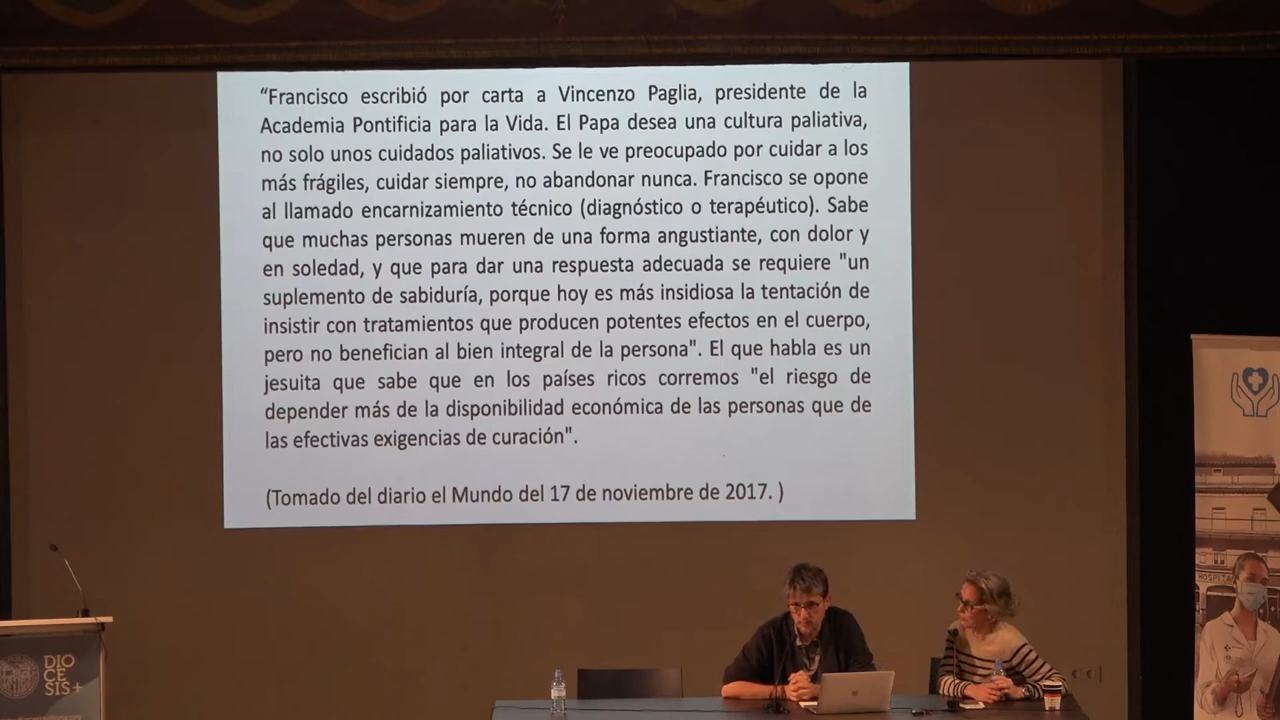 “Francisco escribió por carta a Vincenzo Paglia, presidente de la
Academia Pontificia para la Vida. El Papa desea una cultura paliativa,
no solo unos cuidados paliativos. Se le ve preocupado por cuidar a los
más frágiles, cuidar siempre, no abandonar nunca. Francisco se opone
al llamado encarnizamiento técnico (diagnóstico o terapéutico). Sabe
que muchas personas mueren de una forma angustiante, con dolor y
en soledad, y que para dar una respuesta adecuada se requiere "un
suplemento de sabiduría, porque hoy es más insidiosa la tentación de
insistir con tratamientos que producen potentes efectos en el cuerpo,
pero no benefician al bien integral de la persona". El que habla es un
jesuita que sabe que en los países ricos corremos "el riesgo de
depender más de la disponibilidad económica de las personas que de
las efectivas exigencias de curación".
(Tomado del diario el Mundo del 17 de noviembre de 2017. )
DIO
CE
SIS+
HOSPITA